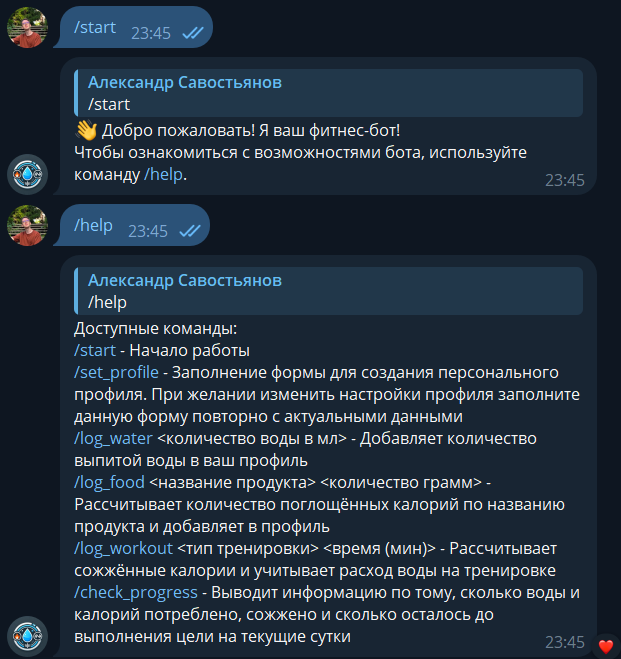 /start 23:45
Александр Савостьянов
/start
👋 Добро пожаловать! Я ваш фитнес-бот!
Чтобы ознакомиться с возможностями бота, используйте
команду /help.
23:45
/help 23:45
Александр Савостьянов
/help
Доступные команды:
/start - Начало работы
/set_profile - Заполнение формы для создания персонального
профиля. При желании изменить настройки профиля заполните
данную форму повторно с актуальными данными
/log_water <количество воды в мл> - Добавляет количество
выпитой воды в ваш профиль
/log_food <название продукта> <количество грамм> -
Рассчитывает количество поглощённых калорий по названию
продукта и добавляет в профиль
/log_workout <тип тренировки> <время (мин)> - Рассчитывает
сожжённые калории и учитывает расход воды на тренировке
/check_progress - Выводит информацию по тому, сколько воды и
калорий потреблено, сожжено и сколько осталось до
выполнения цели на текущие сутки
23:45